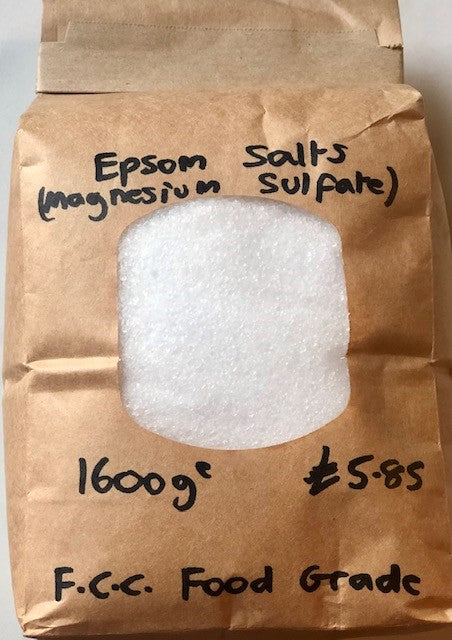 Epsom Salts
(magnesium Sulfate)
1600g e £5.85
F.C.C. Food Grade